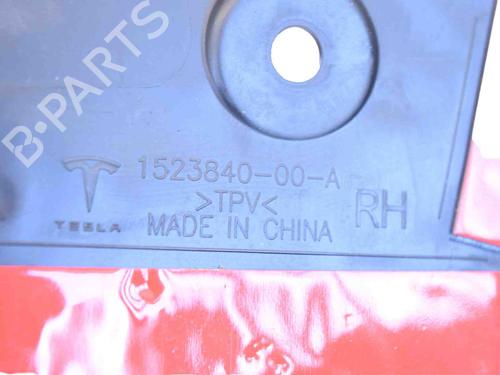 B·PARTS
1523840-00-A
>TPV<
MADE IN CHINA
RH
TESLA